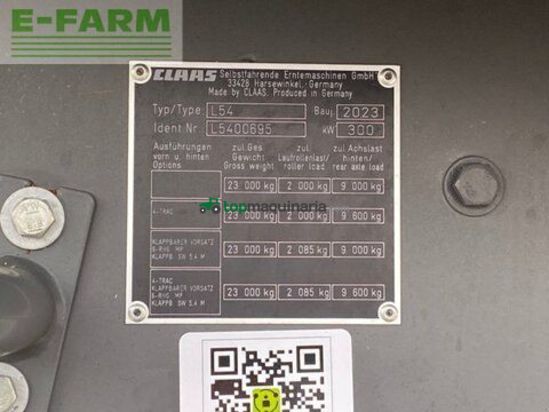 E-FARM
CLAAS Selbstfahrende Erntemaschinen GmbH
33428 Harsewinkel, Germany
Made by CLAAS, Produced in Germany
Typ/Type L54 Bauj. 2023
Ident Nr. L5400695 kW 300
Ausführungen zul Ges zul zul Achslast
vorn u. hinten Gewicht Laufrollenlast/ hinten/
Options Gross weight roller load rear axle load
23 000 kg 2 000 kg 9 000 kg
topmaquinaria
A-TRAC 23 000 kg 2 000 kg 9 600 kg
KLAPPBARER VORSATZ
6-RHG MF 23 000 kg 2 085 kg 9 000 kg
KLAPPB. SW 5,4 M
A-TRAC
KLAPPBARER VORSATZ
6-RHG MF 23 000 kg 2 085 kg 9 600 kg
KLAPPB. SW 5,4 M